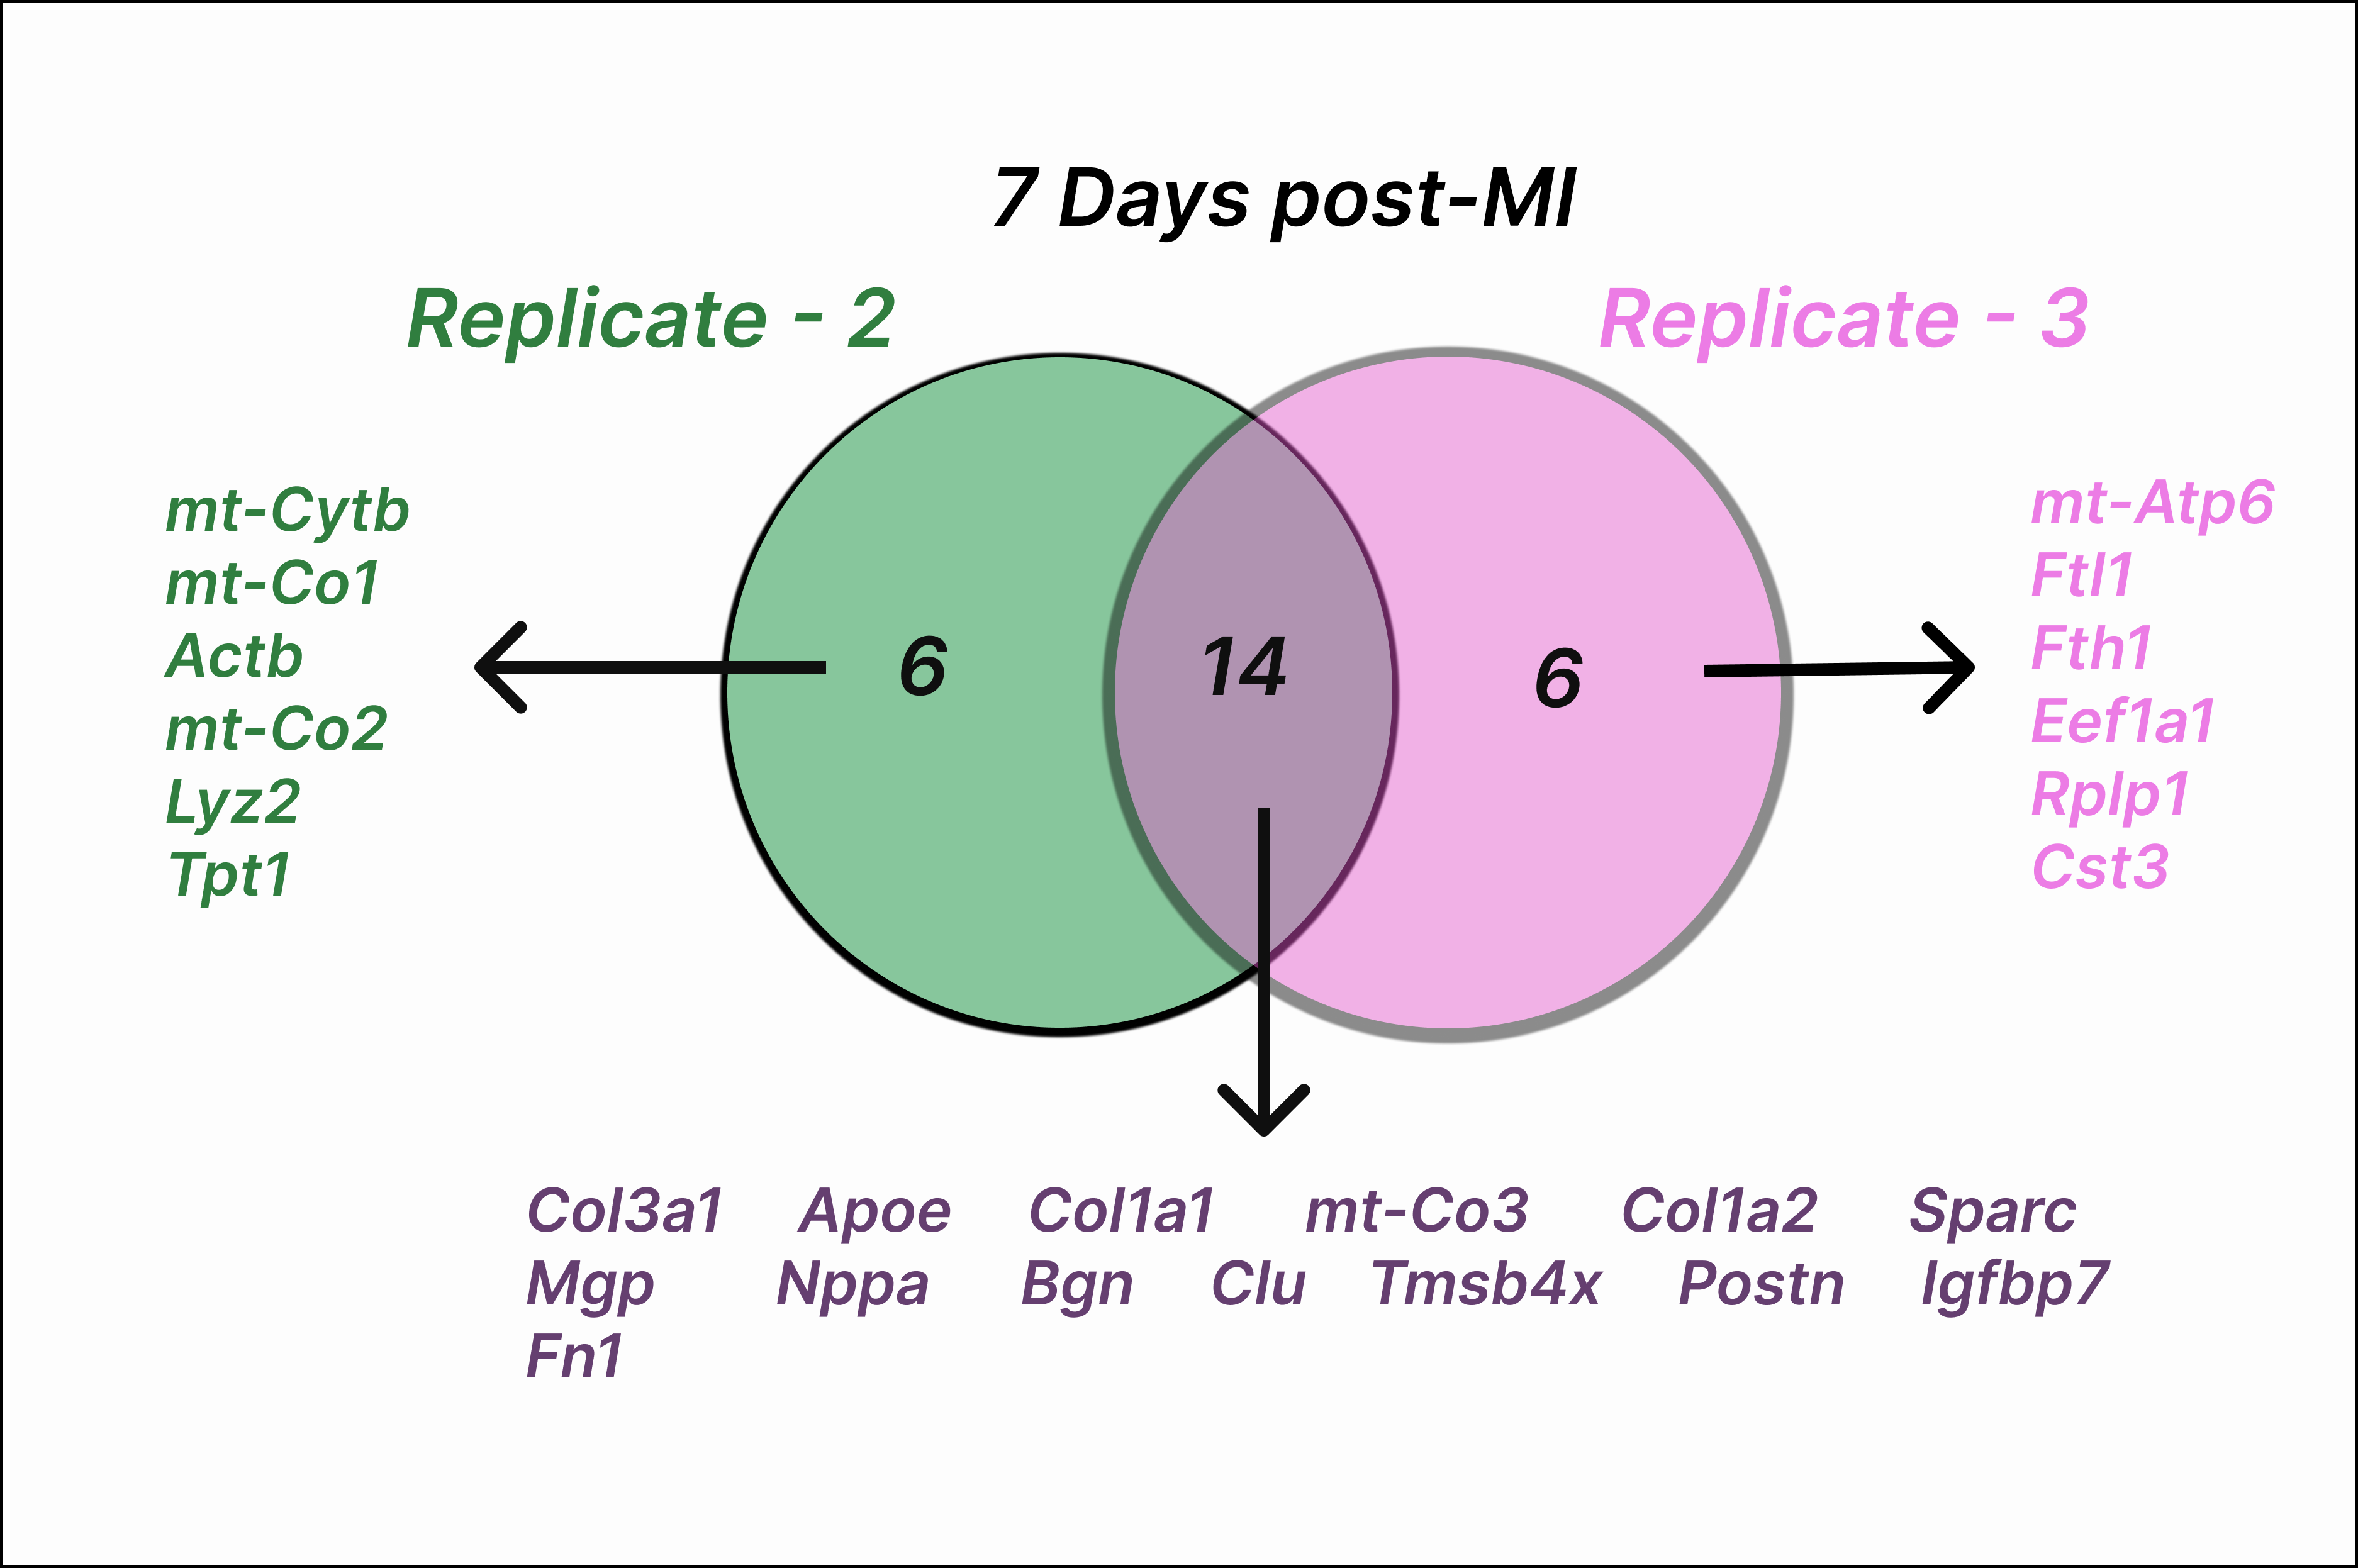 7 Days post-MI
Replicate - 2
Replicate - 3
mt-Cytb
mt-Co1
Actb
mt-Co2
Lyz2
Tpt1
6
14
6
mt-Atp6
Ftl1
Fth1
Eef1a1
Rplp1
Cst3
Col3a1 Apoe Col1a1 mt-Co3 Col1a2 Sparc
Mgp Nppa Bgn Clu Tmsb4x Postn Igfbp7
Fn1